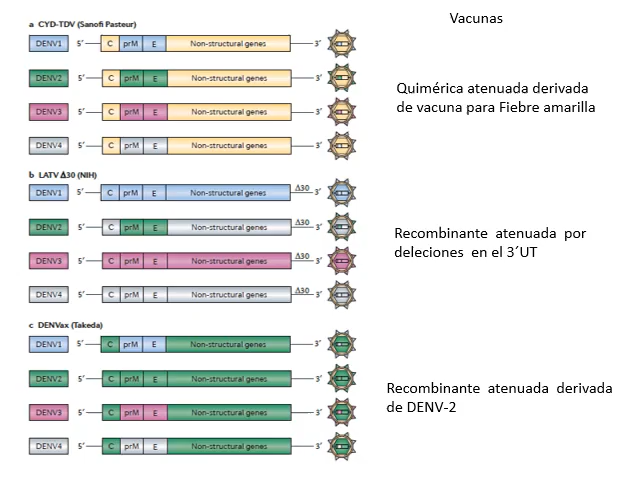 Vacunas
a CYD-TDV (Sanofi Pasteur)
DENV1 5′ C prM E Non-structural genes 3′
DENV2 5′ C prM E Non-structural genes 3′
DENV3 5′ C prM E Non-structural genes 3′
DENV4 5′ C prM E Non-structural genes 3′
Quimérica atenuada derivada
de vacuna para Fiebre amarilla
b LATV Δ30 (NIH)
DENV1 5′ C prM E Non-structural genes Δ30 3′
DENV2 5′ C prM E Non-structural genes Δ30 3′
DENV3 5′ C prM E Non-structural genes Δ30 3′
DENV4 5′ C prM E Non-structural genes Δ30 3′
Recombinante atenuada por
deleciones en el 3´UT
c DENVax (Takeda)
DENV1 5′ C prM E Non-structural genes 3′
DENV2 5′ C prM E Non-structural genes 3′
DENV3 5′ C prM E Non-structural genes 3′
DENV4 5′ C prM E Non-structural genes 3′
Recombinante atenuada derivada
de DENV-2